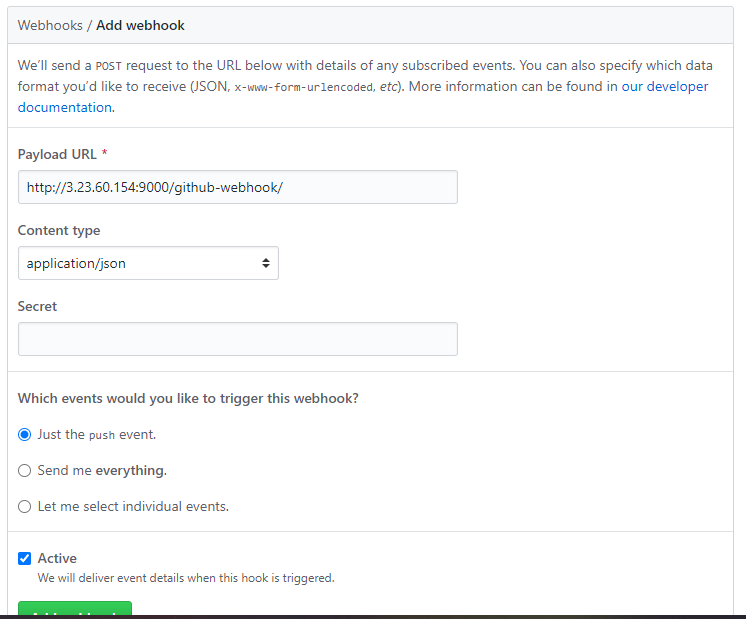 Webhooks / Add webhook
We'll send a POST request to the URL below with details of any subscribed events. You can also specify which data
format you'd like to receive (JSON, x-www-form-urlencoded, etc). More information can be found in our developer
documentation.
Payload URL *
http://3.23.60.154:9000/github-webhook/
Content type
application/json
Secret
Which events would you like to trigger this webhook?
Just the push event.
Send me everything.
Let me select individual events.
Active
We will deliver event details when this hook is triggered.